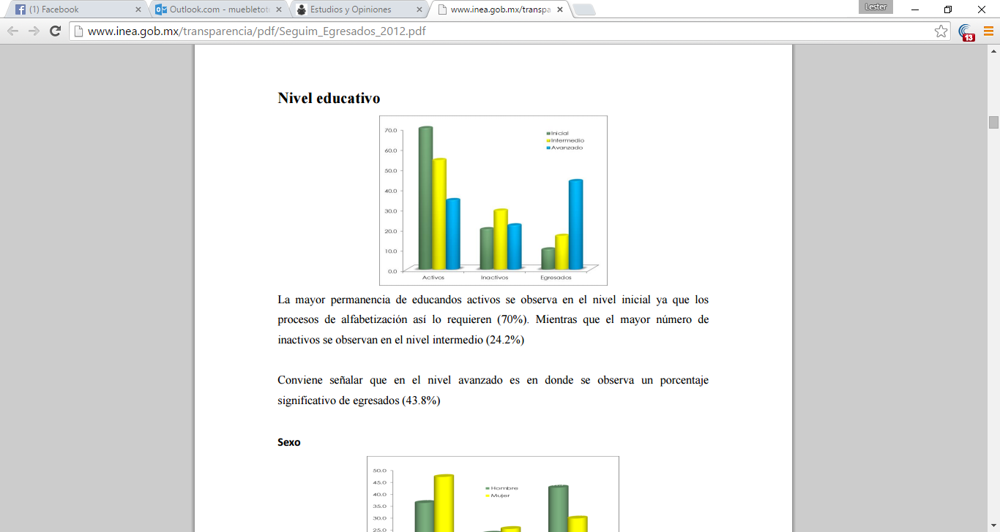 (1) Facebook
Outlook.com - muebletot
Estudios y Opiniones
www.inea.gob.mx/transpa
Lester
www.inea.gob.mx/transparencia/pdf/Seguim_Egresados_2012.pdf
13
Nivel educativo
70.0
60.0
50.0
40.0
30.0
20.0
10.0
0.0
Inicial
Intermedio
Avanzado
Activos
Inactivos
Egresados
La mayor permanencia de educandos activos se observa en el nivel inicial ya que los
procesos de alfabetización así lo requieren (70%). Mientras que el mayor número de
inactivos se observan en el nivel intermedio (24.2%)
Conviene señalar que en el nivel avanzado es en donde se observa un porcentaje
significativo de egresados (43.8%)
Sexo
50.0
45.0
40.0
35.0
30.0
25.0
Hombre
Mujer